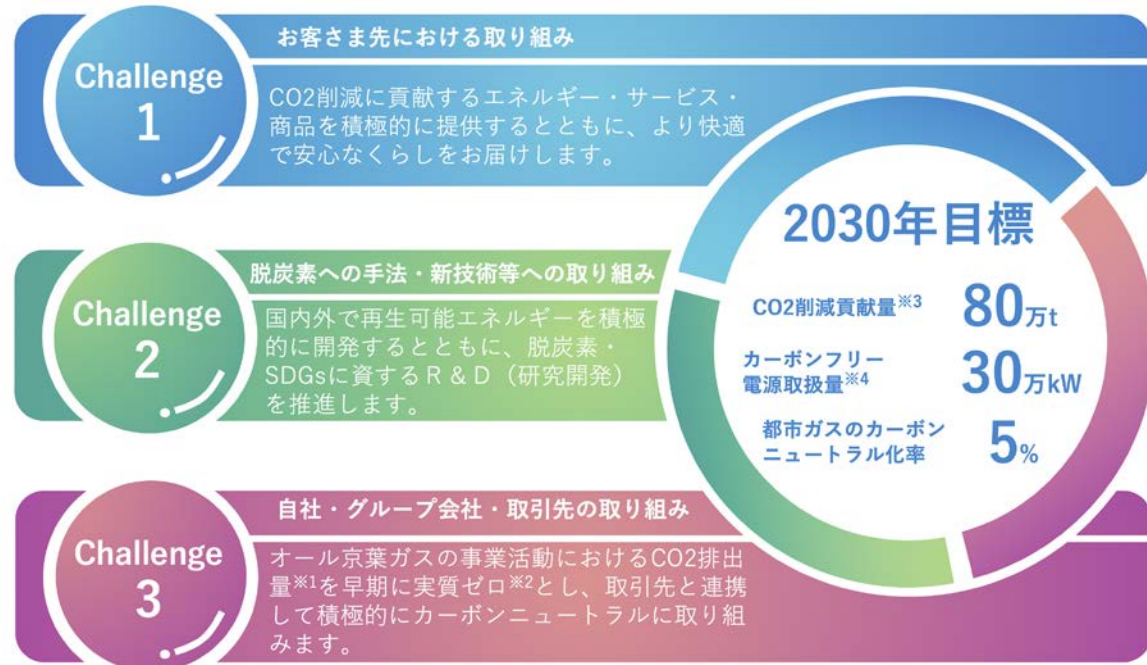 Challenge
1
お客さま先における取り組み
CO2削減に貢献するエネルギー・サービス・
商品を積極的に提供するとともに、より快適
で安心なくらしをお届けします。
Challenge
2
脱炭素への手法・新技術等への取り組み
国内外で再生可能エネルギーを積極
的に開発するとともに、脱炭素・
SDGsに資するR & D（研究開発）
を推進します。
Challenge
3
自社・グループ会社・取引先の取り組み
オール京葉ガスの事業活動におけるCO2排出
量※1を早期に実質ゼロ※2とし、取引先と連携
して積極的にカーボンニュートラルに取り組
みます。
2030年目標
CO2削減貢献量※3 80万t
カーボンフリー
電源取扱量※4 30万kW
都市ガスのカーボン
ニュートラル化率 5%